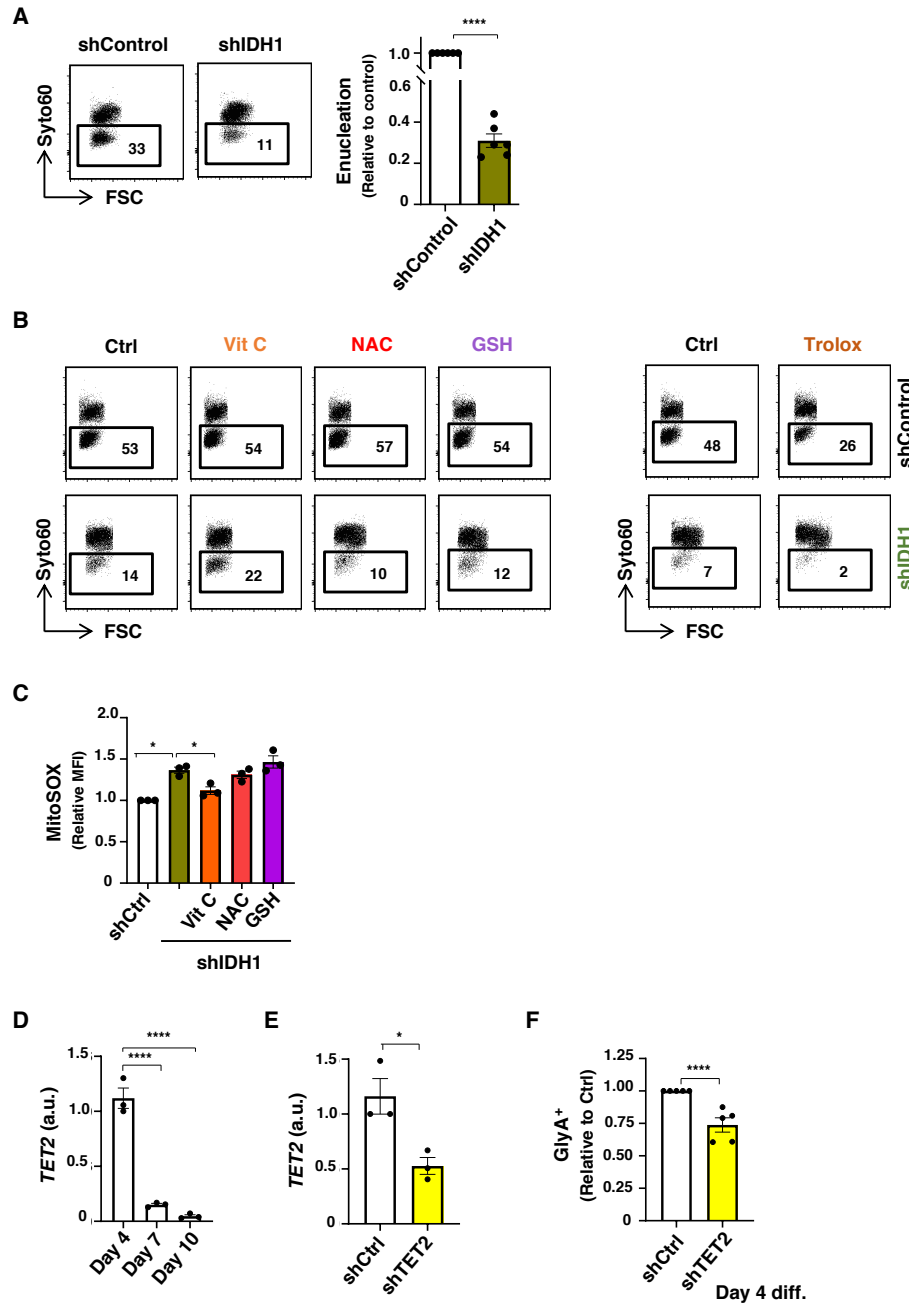 A
shControl
shIDH1
Syto60
33
11
FSC
Enucleation
(Relative to control)
1.0
0.6
0.4
0.2
0
****
shControl
shIDH1
B
Ctrl
Vit C
NAC
GSH
Ctrl
Trolox
53
54
57
54
48
26
shControl
Syto60
14
22
10
12
Syto60
7
2
shIDH1
FSC
FSC
C
MitoSOX
(Relative MFI)
2.0
1.5
1.0
0.5
0
*
*
shCtrl
Vit C
NAC
GSH
shIDH1
D
TET2 (a.u.)
1.5
1.0
0.5
0
****
****
Day 4
Day 7
Day 10
E
TET2 (a.u.)
1.5
1.0
0.5
0
*
shCtrl
shTET2
F
GlyA+
(Relative to Ctrl)
1.00
0.75
0.50
0.25
0
****
shCtrl
shTET2
Day 4 diff.